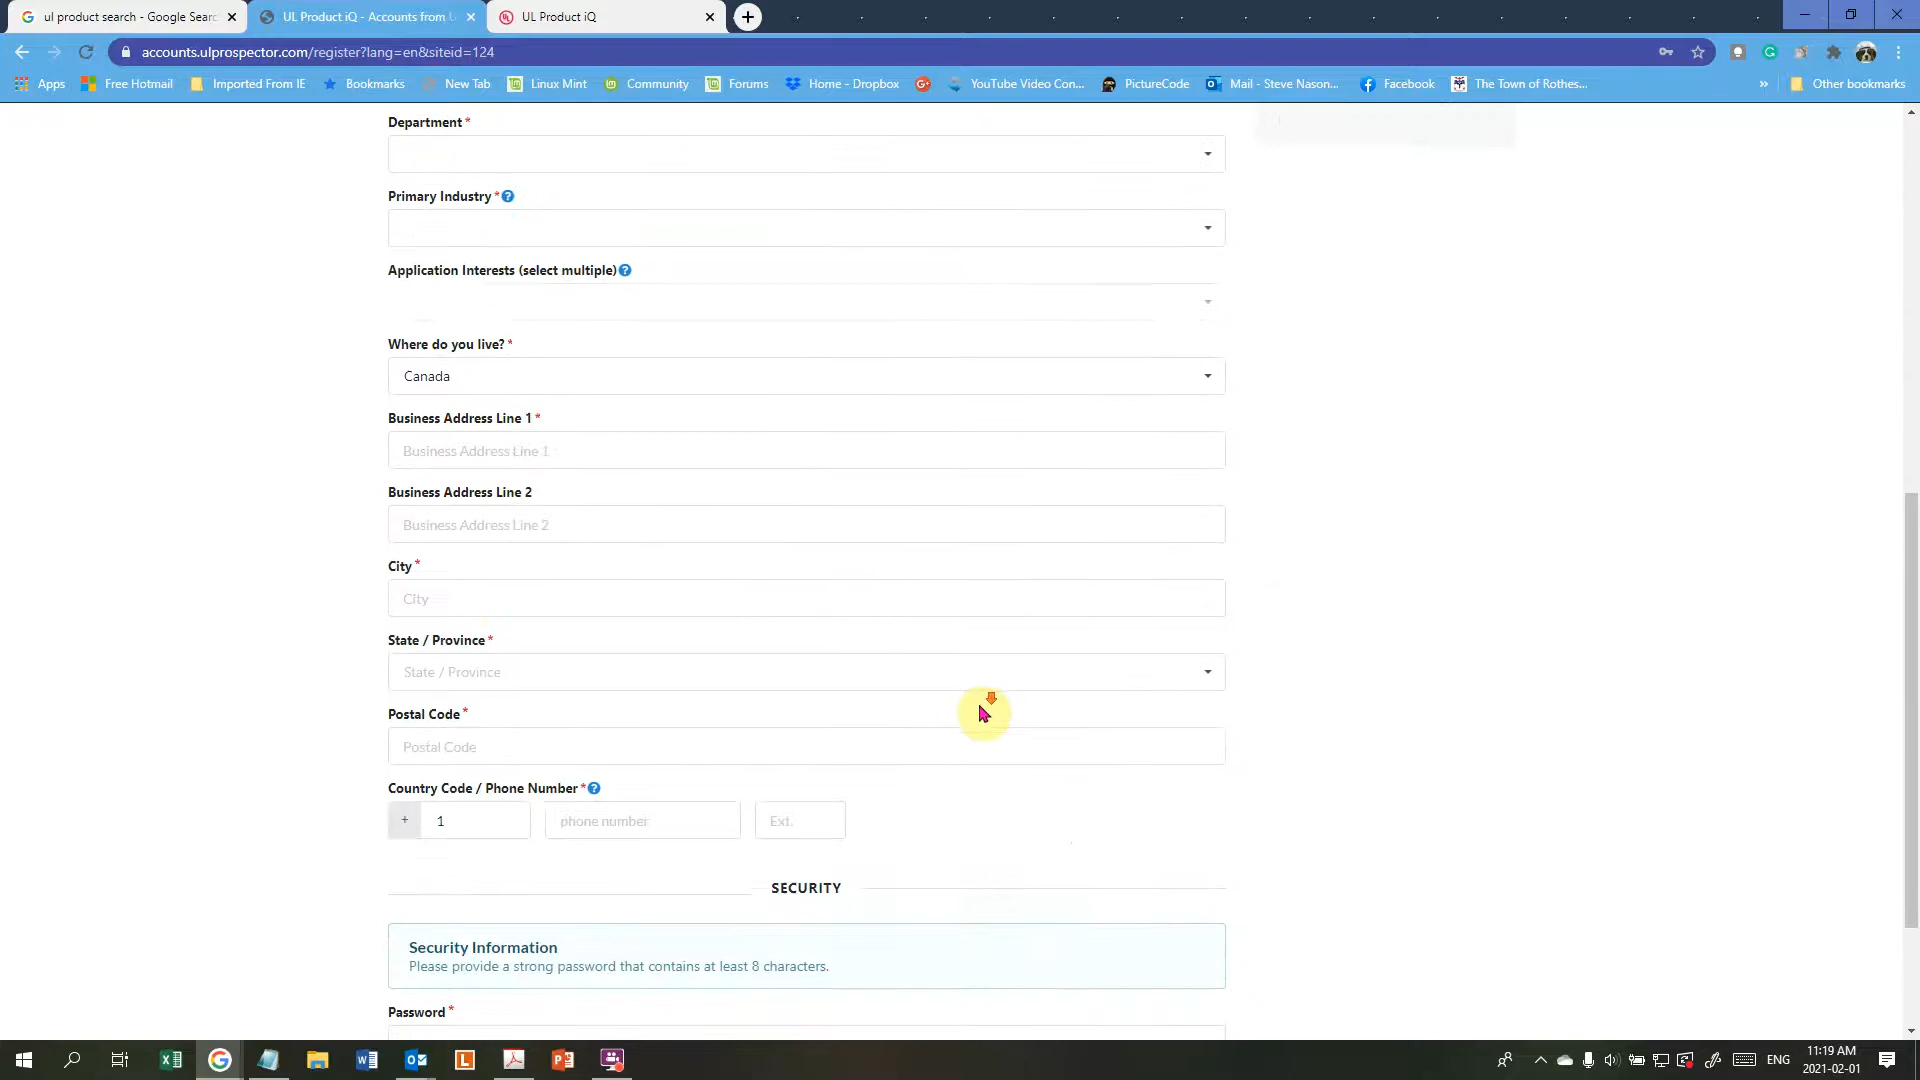 ul product search - Google Searc
UL Product iQ - Accounts from U
UL Product iQ
accounts.ulprospector.com/register?lang=en&siteid=124
Apps
Free Hotmail
Imported From IE
Bookmarks
New Tab
Linux Mint
Community
Forums
Home - Dropbox
YouTube Video Con...
PictureCode
Mail - Steve Nason...
Facebook
The Town of Rothes...
»
Other bookmarks
Department *
Primary Industry *
Application Interests (select multiple)
Where do you live? *
Canada
Business Address Line 1 *
Business Address Line 1
Business Address Line 2
Business Address Line 2
City *
City
State / Province *
State / Province
Postal Code *
Postal Code
Country Code / Phone Number *
+ 1 phone number Ext.
SECURITY
Security Information
Please provide a strong password that contains at least 8 characters.
Password *
ENG
11:19 AM
2021-02-01